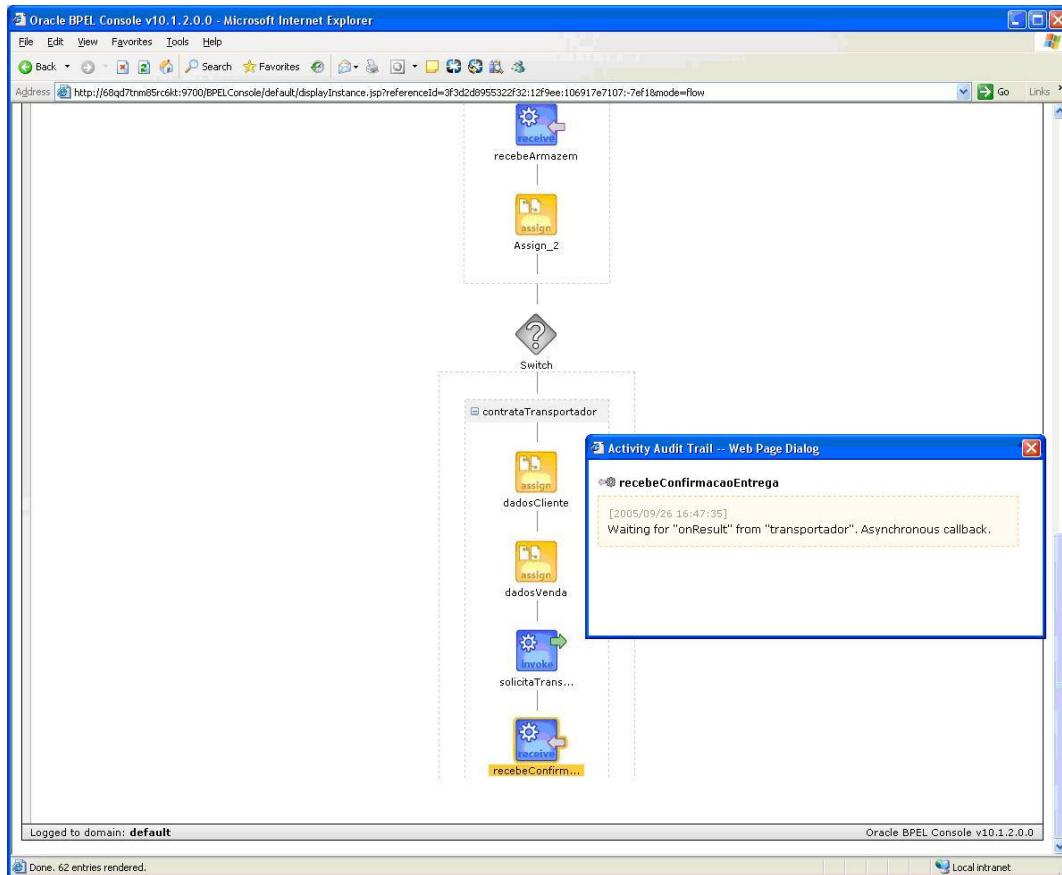 Oracle BPEL Console v10.1.2.0.0 - Microsoft Internet Explorer
File Edit View Favorites Tools Help
Back Search Favorites
Address http://68qd7tnm85rc6kt:9700/BPELConsole/default/displayInstance.jsp?referenceId=3f3d2d8955322f32:12f9ee:106917e7107:-7ef1&mode=flow Go Links
receive
recebeArmazem
assign
Assign_2
Switch
contrataTransportador
assign
dadosCliente
assign
dadosVenda
invoke
solicitaTrans...
receive
recebeConfirm...
Activity Audit Trail -- Web Page Dialog
recebeConfirmacaoEntrega
[2005/09/26 16:47:35]
Waiting for "onResult" from "transportador". Asynchronous callback.
Logged to domain: default Oracle BPEL Console v10.1.2.0.0
Done. 62 entries rendered. Local intranet